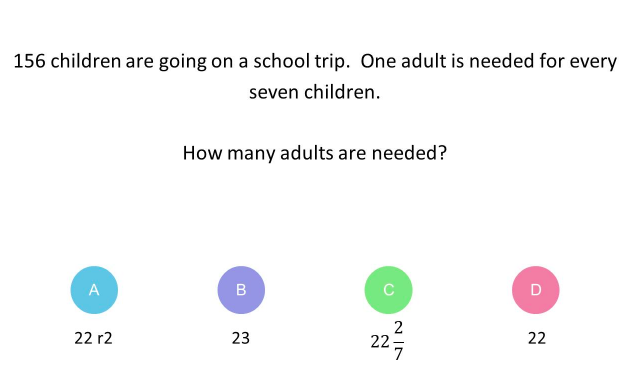 156 children are going on a school trip.  One adult is needed for every
seven children.
How many adults are needed?
A B C D
22 r2 23 22 2/7 22